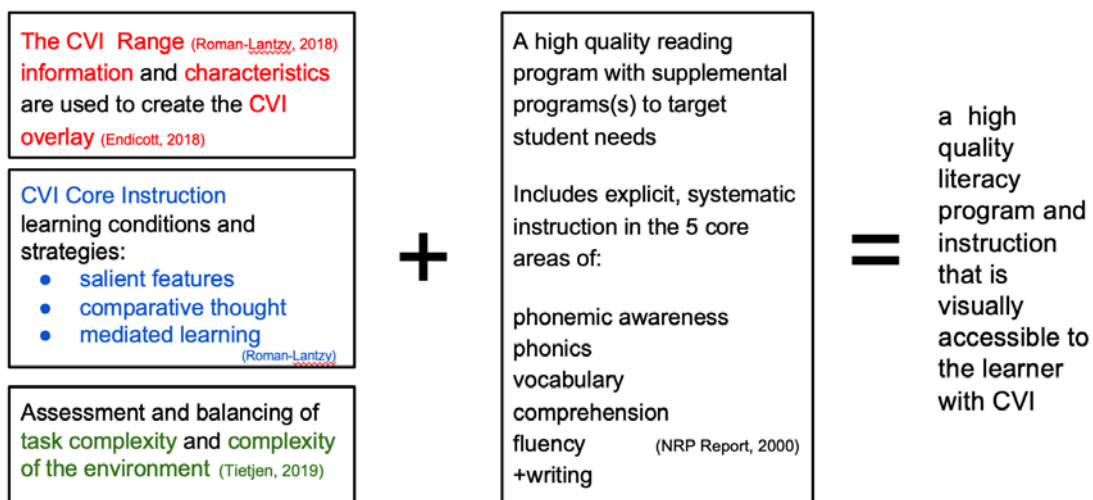 The CVI Range (Roman-Lantzy, 2018)
information and characteristics
are used to create the CVI
overlay (Endicott, 2018)
CVI Core Instruction
learning conditions and
strategies:
● salient features
● comparative thought
● mediated learning
(Roman-Lantzy)
Assessment and balancing of
task complexity and complexity
of the environment (Tietjen, 2019)
+
A high quality reading
program with supplemental
programs(s) to target
student needs
Includes explicit, systematic
instruction in the 5 core
areas of:
phonemic awareness
phonics
vocabulary
comprehension
fluency (NRP Report, 2000)
+writing
=
a high
quality
literacy
program and
instruction
that is
visually
accessible to
the learner
with CVI